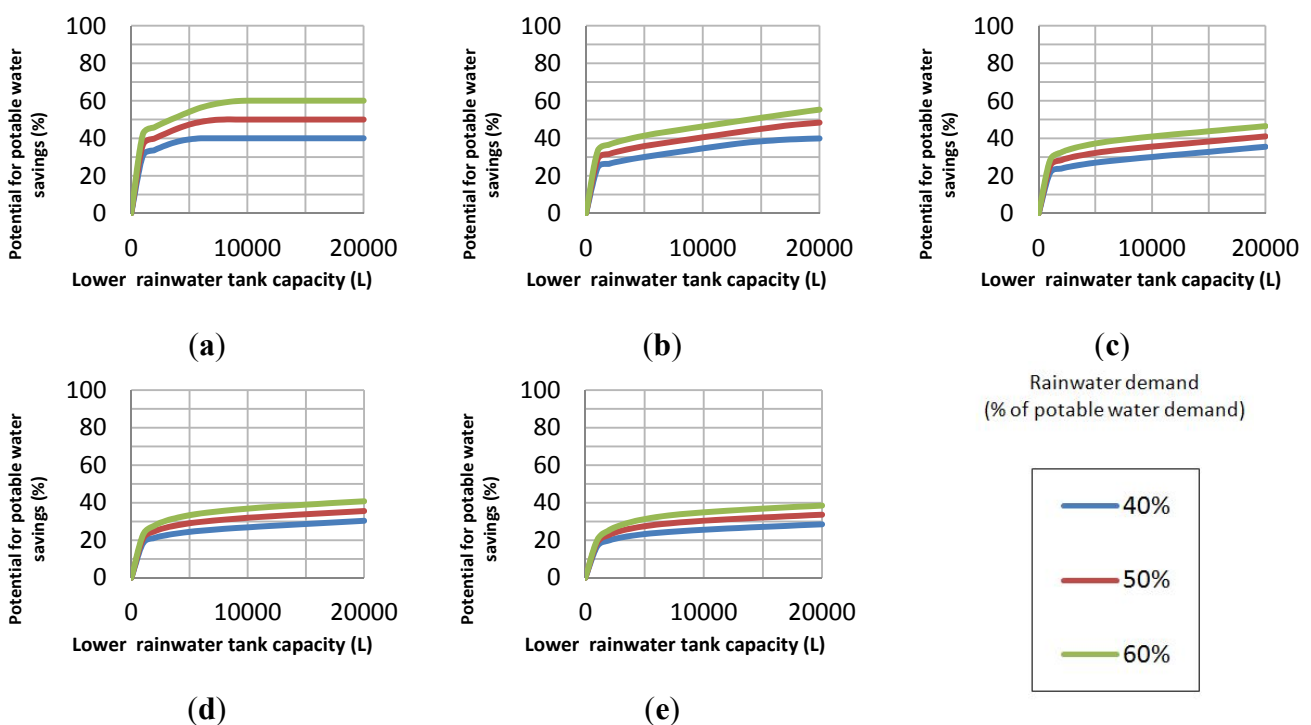 100
80
60
40
20
0
0 10000 20000
Potential for potable water
savings (%)
Lower rainwater tank capacity (L)
(a)
100
80
60
40
20
0
0 10000 20000
Potential for potable water
savings (%)
Lower rainwater tank capacity (L)
(b)
100
80
60
40
20
0
0 10000 20000
Potential for potable water
savings (%)
Lower rainwater tank capacity (L)
(c)
100
80
60
40
20
0
0 10000 20000
Potential for potable water
savings (%)
Lower rainwater tank capacity (L)
(d)
100
80
60
40
20
0
0 10000 20000
Potential for potable water
savings (%)
Lower rainwater tank capacity (L)
(e)
Rainwater demand
(% of potable water demand)
40%
50%
60%